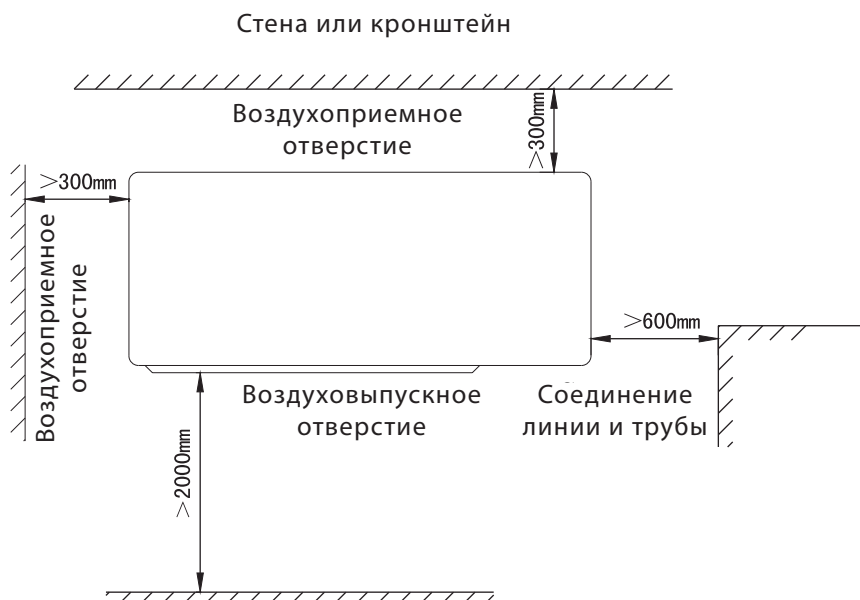 Стена или кронштейн
Воздухоприемное
отверстие
>300mm
>300mm
Воздухоприемное
отверстие
>600mm
Воздуховыпускное
отверстие
Соединение
линии и трубы
>2000mm